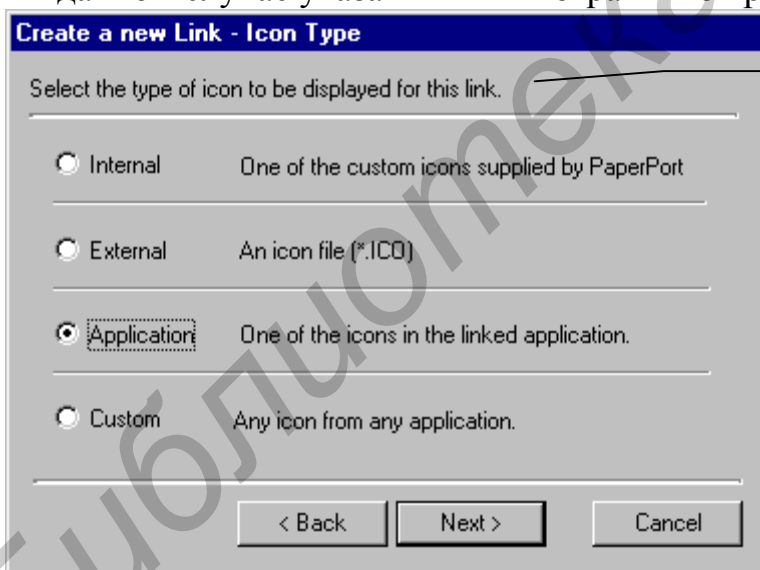 Create a new Link - Icon Type
Select the type of icon to be displayed for this link.
Internal One of the custom icons supplied by PaperPort
External An icon file (*.ICO)
Application One of the icons in the linked application.
Custom Any icon from any application.
< Back Next > Cancel